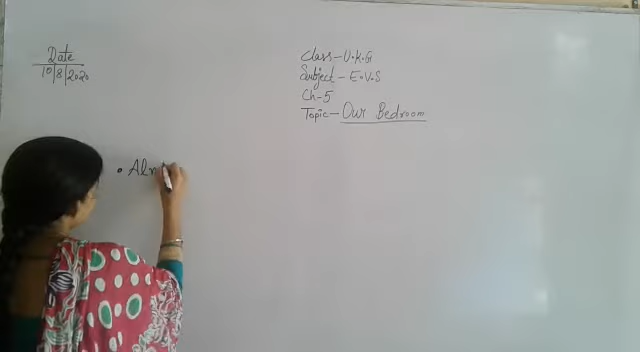 Date
10/8/2020
Class - U.K.G
Subject - E.V.S
Ch-5
Topic - Our Bedroom
• Alm